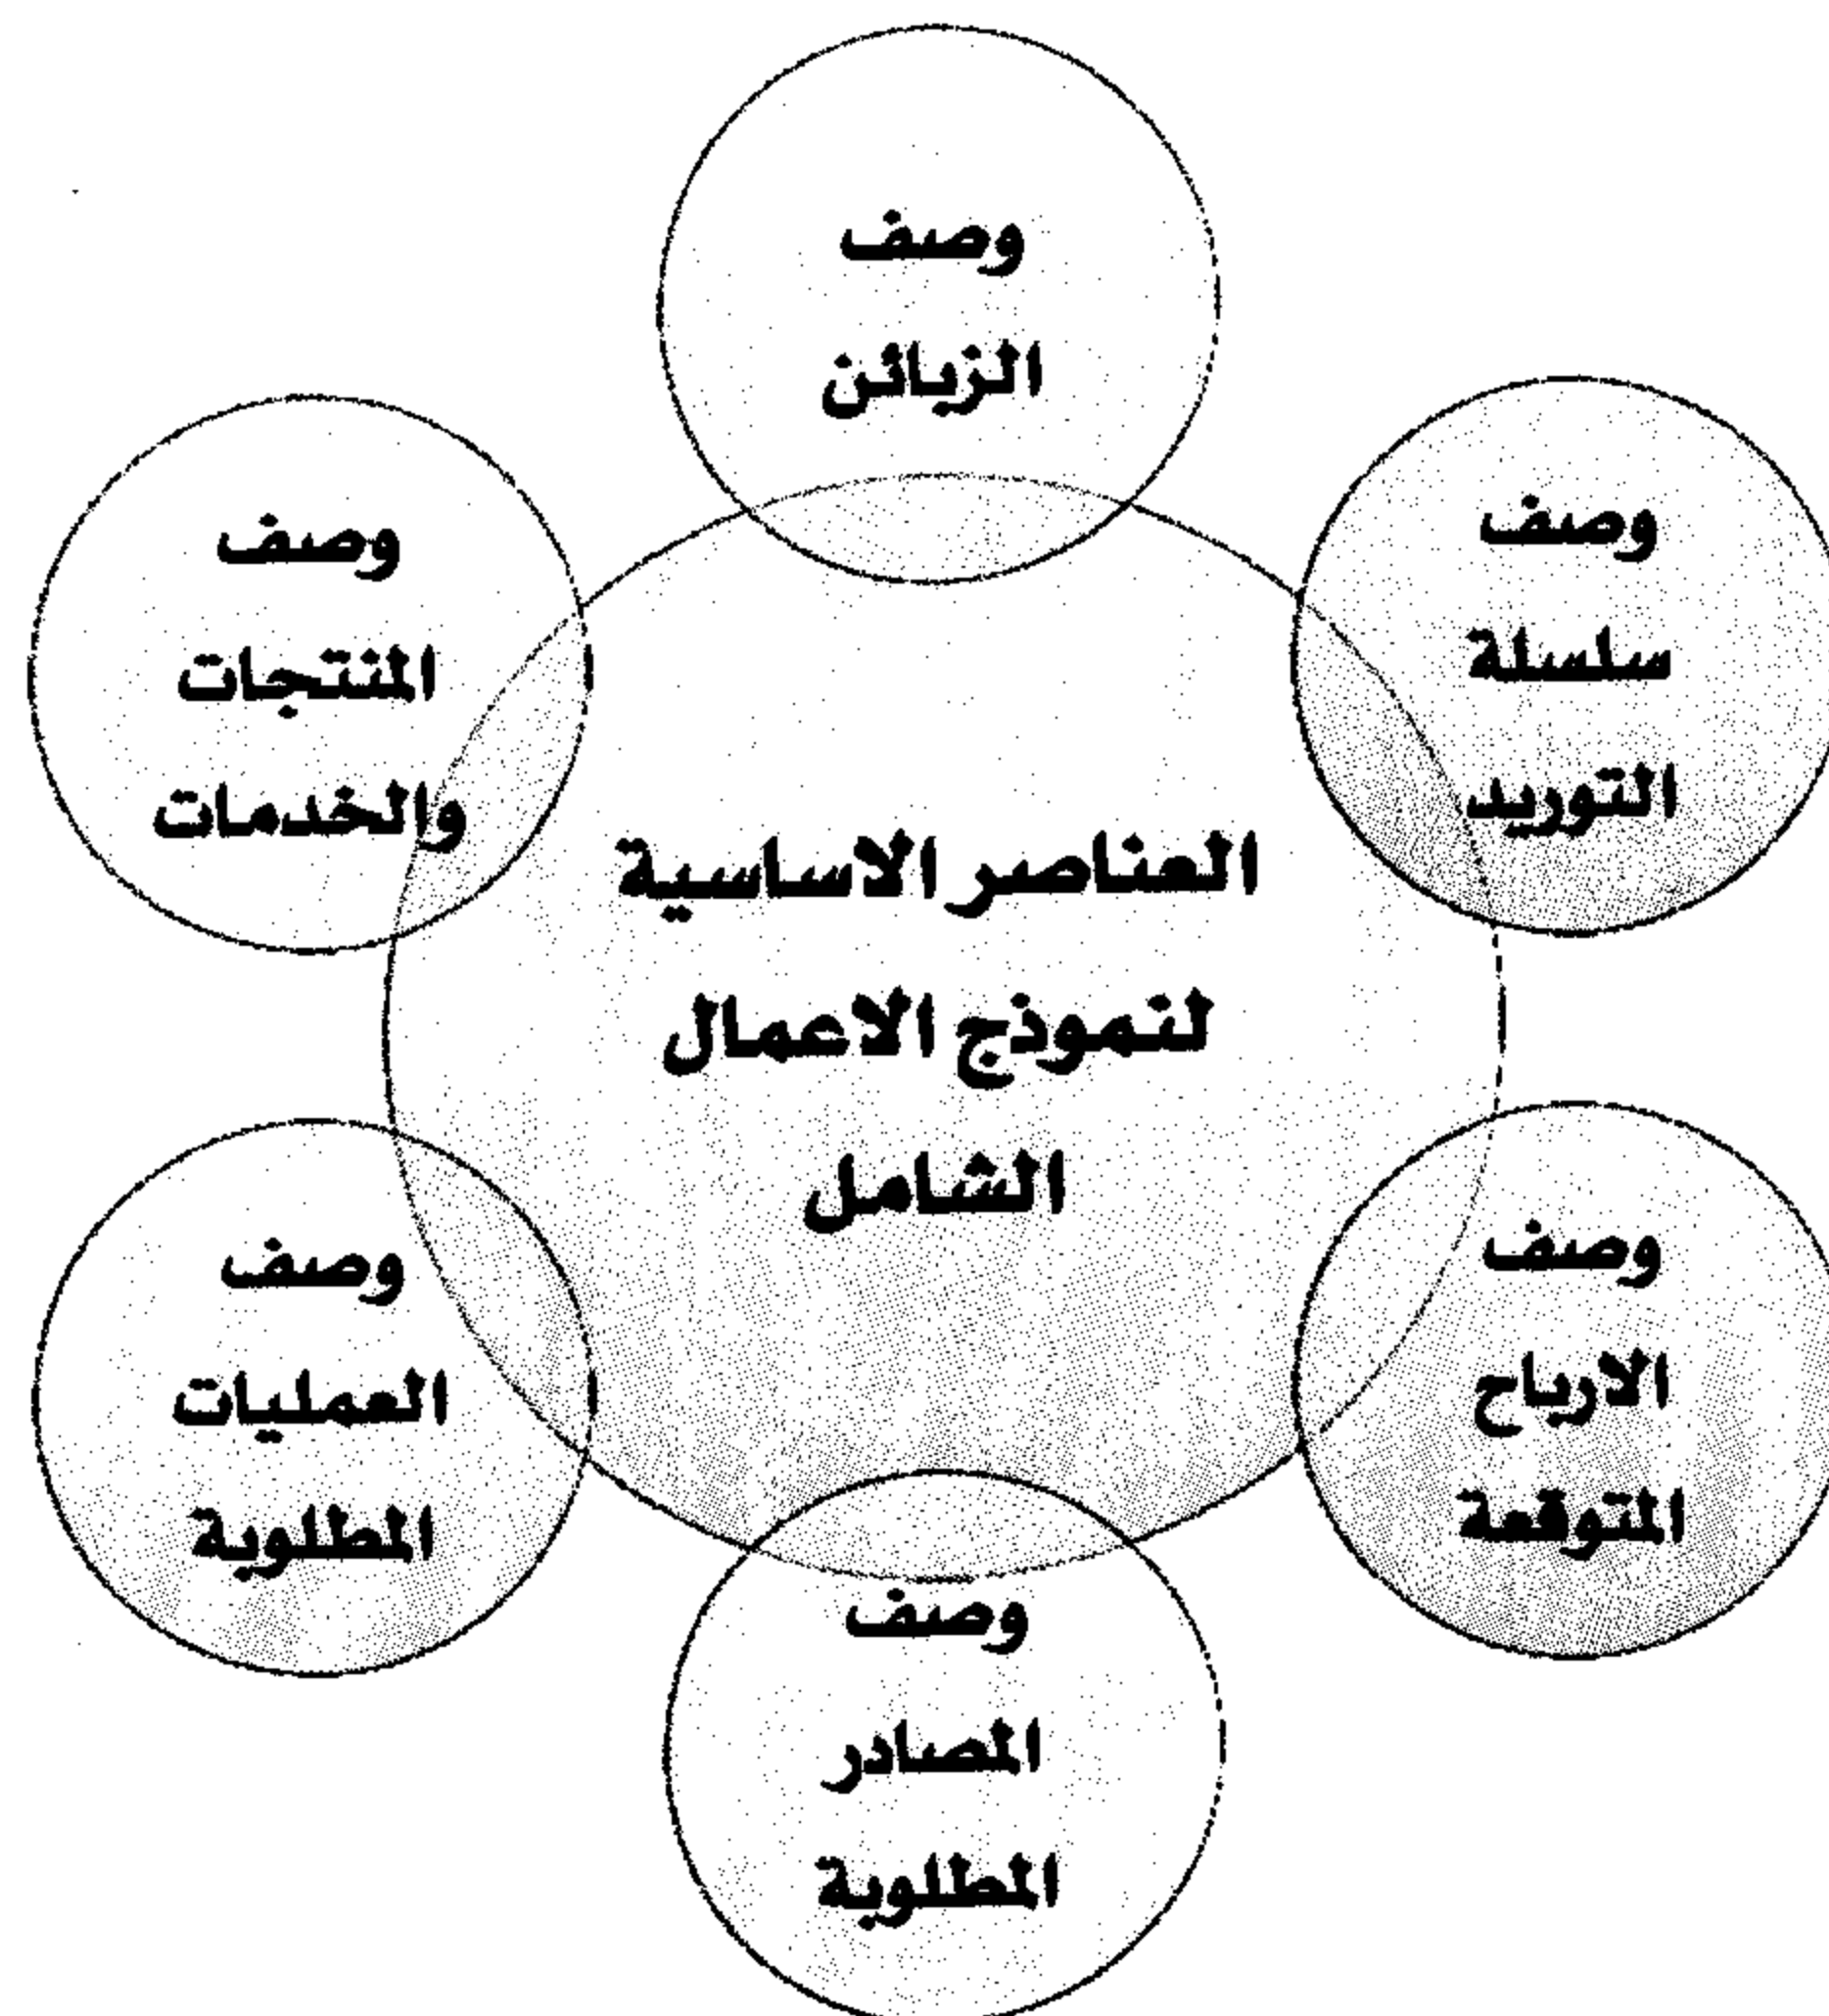 وصف
الزبائن
وصف
سلسلة
التوريد
وصف
المنتجات
والخدمات
العناصر الاساسية
لنموذج الاعمال
الشامل
وصف
الارباح
المتوقعة
وصف
العمليات
المطلوبة
وصف
المصادر
المطلوبة